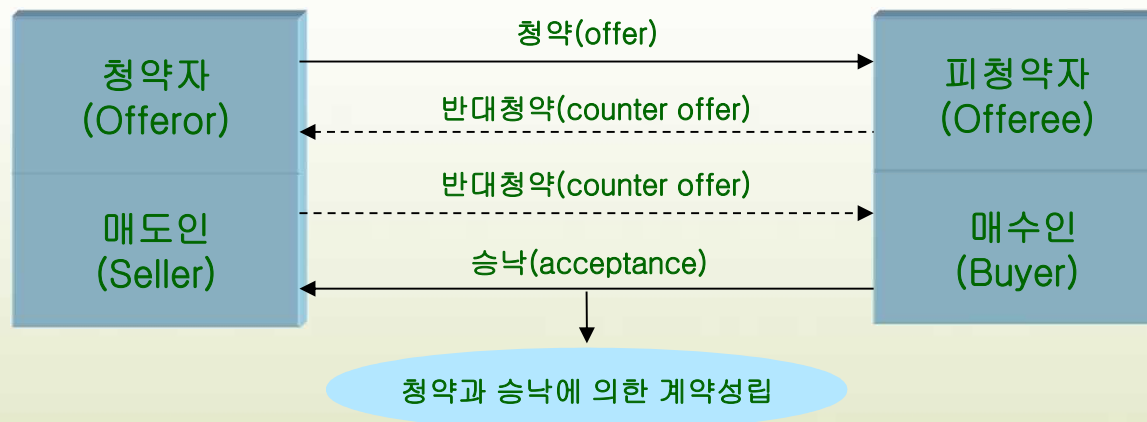 청약(offer)
청약자
(Offeror)
피청약자
(Offeree)
반대청약(counter offer)
반대청약(counter offer)
매도인
(Seller)
매수인
(Buyer)
승낙(acceptance)
청약과 승낙에 의한 계약성립